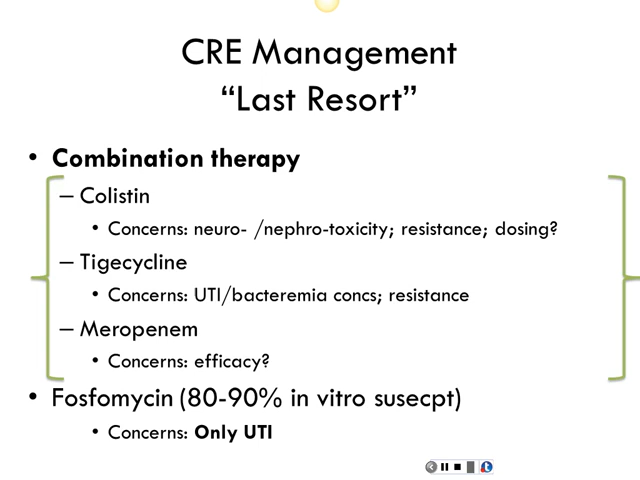 CRE Management
“Last Resort”
• Combination therapy
– Colistin
• Concerns: neuro- /nephro-toxicity; resistance; dosing?
– Tigecycline
• Concerns: UTI/bacteremia concs; resistance
– Meropenem
• Concerns: efficacy?
• Fosfomycin (80-90% in vitro susecpt)
• Concerns: Only UTI